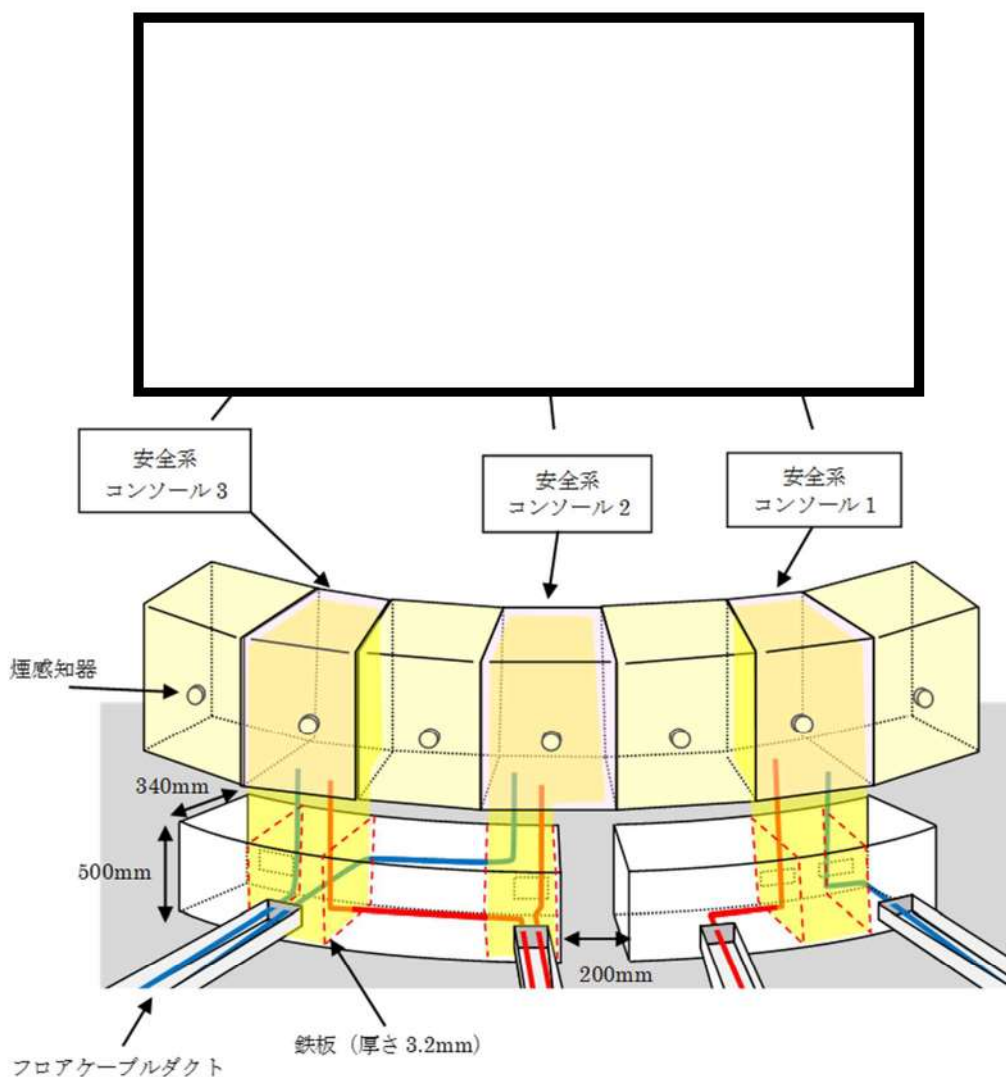 安全系
コンソール 3
安全系
コンソール 2
安全系
コンソール 1
煙感知器
340mm
500mm
200mm
鉄板（厚さ 3.2mm）
フロアケーブルダクト